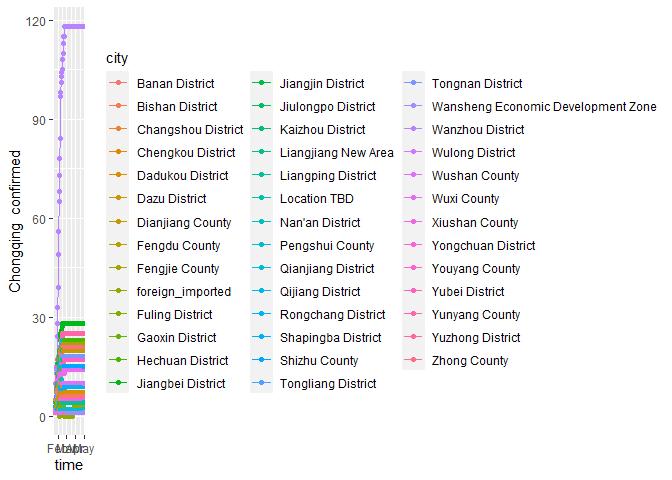 Chongqing confirmed
120
90
60
30
0
time
city
Banan District
Bishan District
Changshou District
Chengkou District
Dadukou District
Dazu District
Dianjiang County
Fengdu County
Fengjie County
foreign_imported
Fuling District
Gaoxin District
Hechuan District
Jiangbei District
Jiangjin District
Jiulongpo District
Kaizhou District
Liangjiang New Area
Liangping District
Location TBD
Nan'an District
Pengshui County
Qianjiang District
Qijiang District
Rongchang District
Shapingba District
Shizhu County
Tongliang District
Tongnan District
Wansheng Economic Development Zone
Wanzhou District
Wulong District
Wushan County
Wuxi County
Xiushan County
Yongchuan District
Youyang County
Yubei District
Yunyang County
Yuzhong District
Zhong County